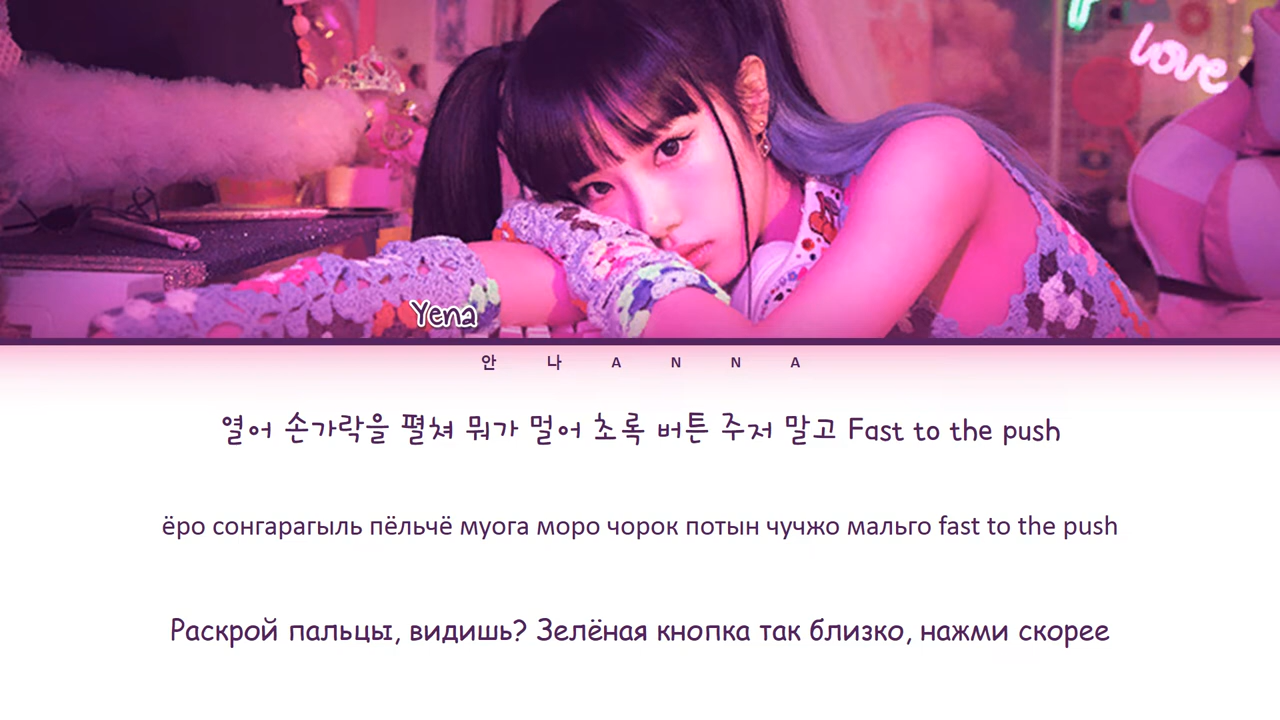 love
Yena
안 나 A N N A
열어 손가락을 펼쳐 뭐가 멀어 초록 버튼 주저 말고 Fast to the push
ёро сонгарагыль пёльчё муога моро чорок потын чучжо мальго fast to the push
Раскрой пальцы, видишь? Зелёная кнопка так близко, нажми скорее